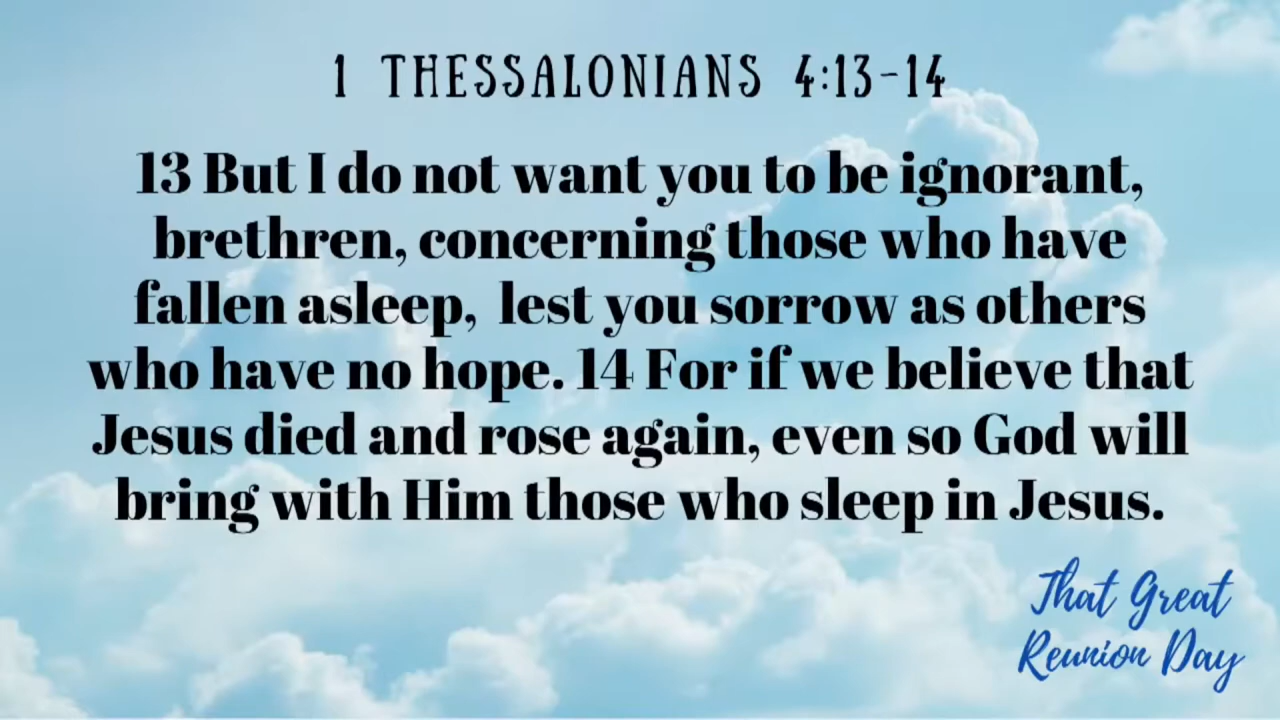 1 THESSALONIANS 4:13-14
13 But I do not want you to be ignorant,
brethren, concerning those who have
fallen asleep,  lest you sorrow as others
who have no hope. 14 For if we believe that
Jesus died and rose again, even so God will
bring with Him those who sleep in Jesus.
That Great
Reunion Day